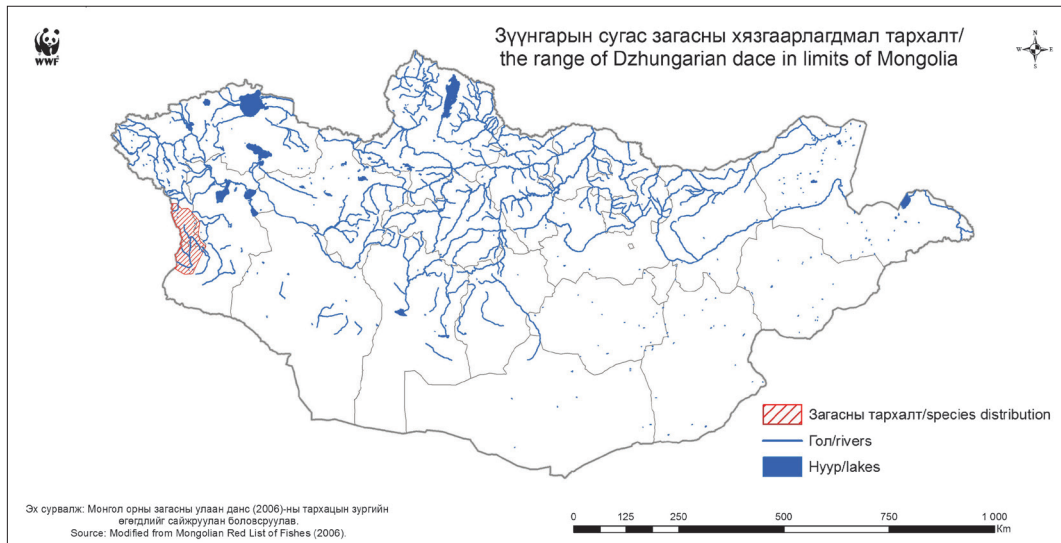 WWF
Зүүнгарын сугас загасны хязгаарлагдмал тархалт/
the range of Dzhungarian dace in limits of Mongolia
N
W E
S
Загасны тархалт/species distribution
Гол/rivers
Нуур/lakes
Эх сурвалж: Монгол орны загасны улаан данс (2006)-ны тархацын зургийн
өгөгдлийг сайжруулан боловсруулав.
Source: Modified from Mongolian Red List of Fishes (2006).
0 125 250 500 750 1 000
Km